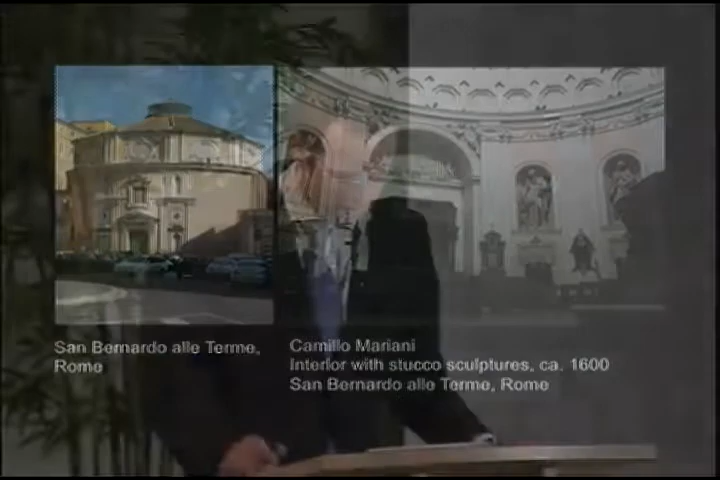 San Bernardo alle Terme,
Rome
Camillo Mariani
Interior with stucco sculptures, ca. 1600
San Bernardo alle Terme, Rome